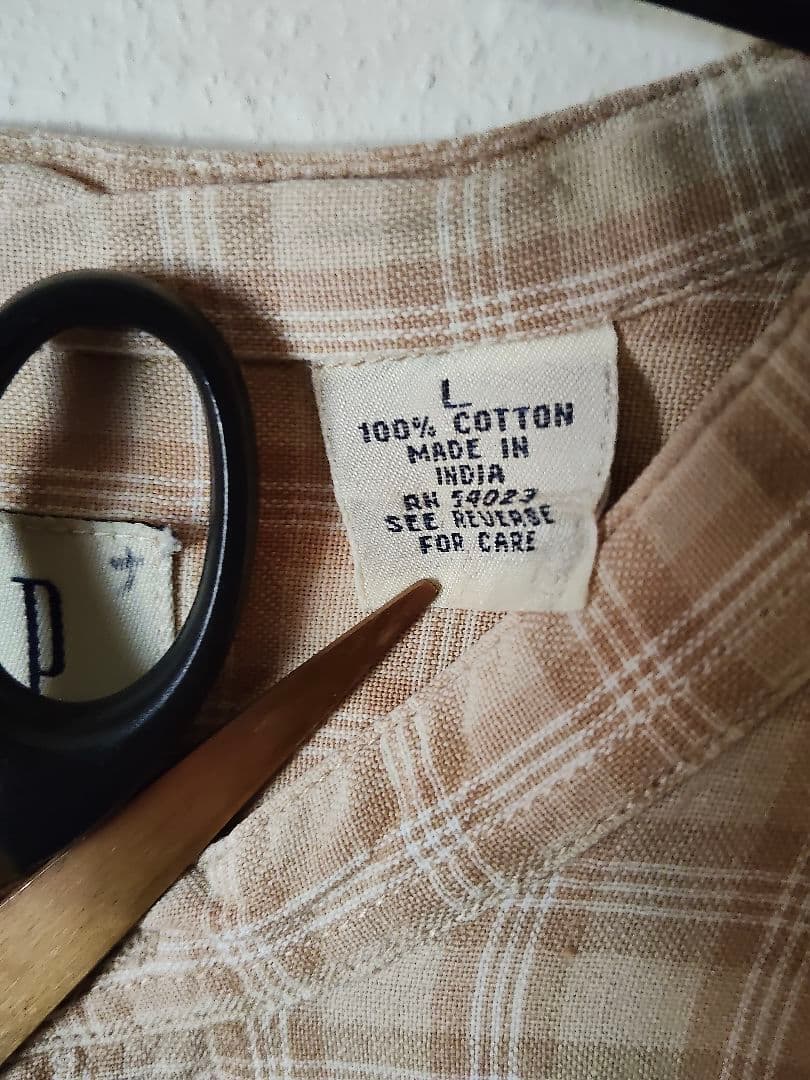 L
100% COTTON
MADE IN
INDIA
RN 54023
SEE REVERSE
FOR CARE
P